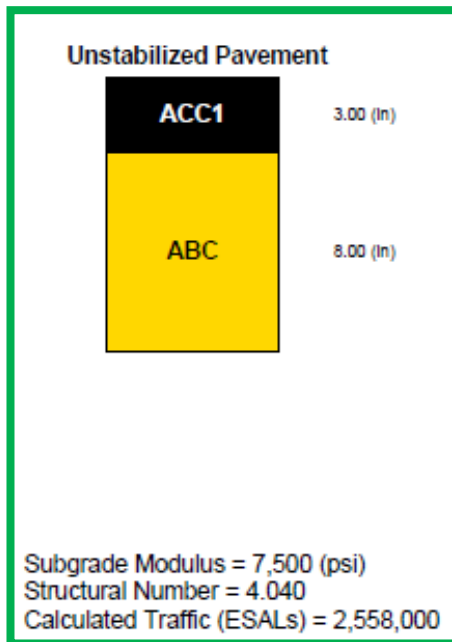 Unstabilized Pavement
ACC1
3.00 (in)
ABC
8.00 (in)
Subgrade Modulus = 7,500 (psi)
Structural Number = 4.040
Calculated Traffic (ESALs) = 2,558,000